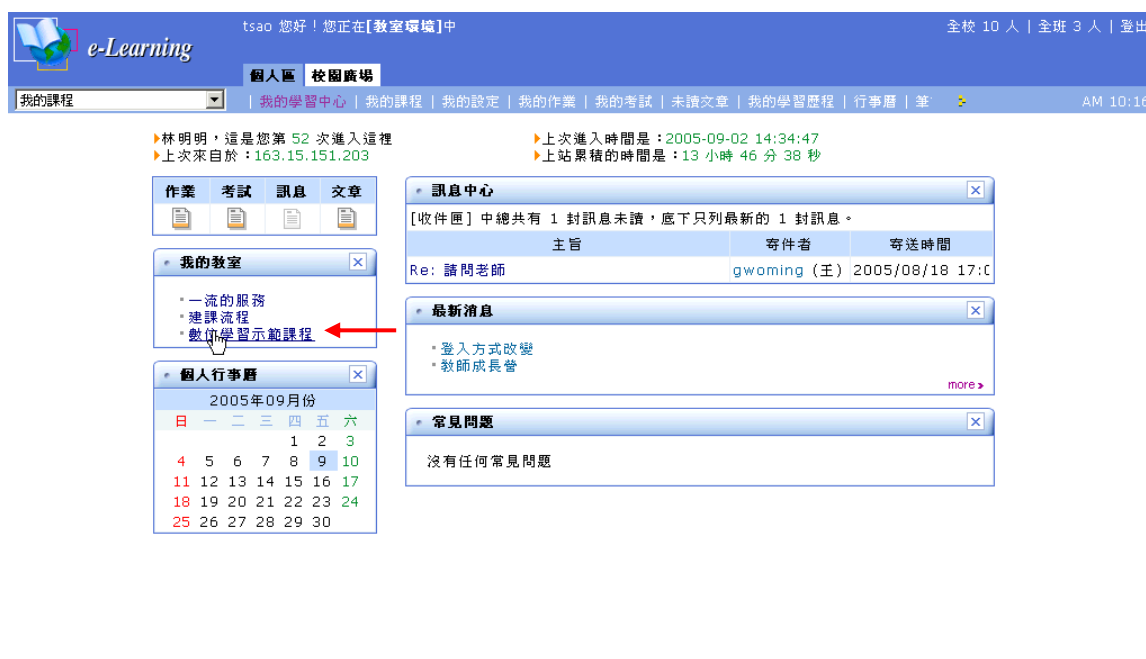 tsao 您好！您正在[教室環境]中
全校 10 人 | 全班 3 人 | 登出
e-Learning
個人區 校園廣場
我的課程
| 我的學習中心 | 我的課程 | 我的設定 | 我的作業 | 我的考試 | 未讀文章 | 我的學習歷程 | 行事曆 | 筆
AM 10:16
林明明，這是您第 52 次進入這裡
上次來自於：163.15.151.203
上次進入時間是：2005-09-02 14:34:47
上站累積的時間是：13 小時 46 分 38 秒
作業 考試 訊息 文章
我的教室
一流的服務
建課流程
數位學習示範課程
個人行事曆
2005年09月份
日 一 二 三 四 五 六
1 2 3
4 5 6 7 8 9 10
11 12 13 14 15 16 17
18 19 20 21 22 23 24
25 26 27 28 29 30
訊息中心
[收件匣] 中總共有 1 封訊息未讀，底下只列最新的 1 封訊息。
主旨 寄件者 寄送時間
Re: 請問老師 gwoming (王) 2005/08/18 17:0
最新消息
登入方式改變
教師成長營
more
常見問題
沒有任何常見問題